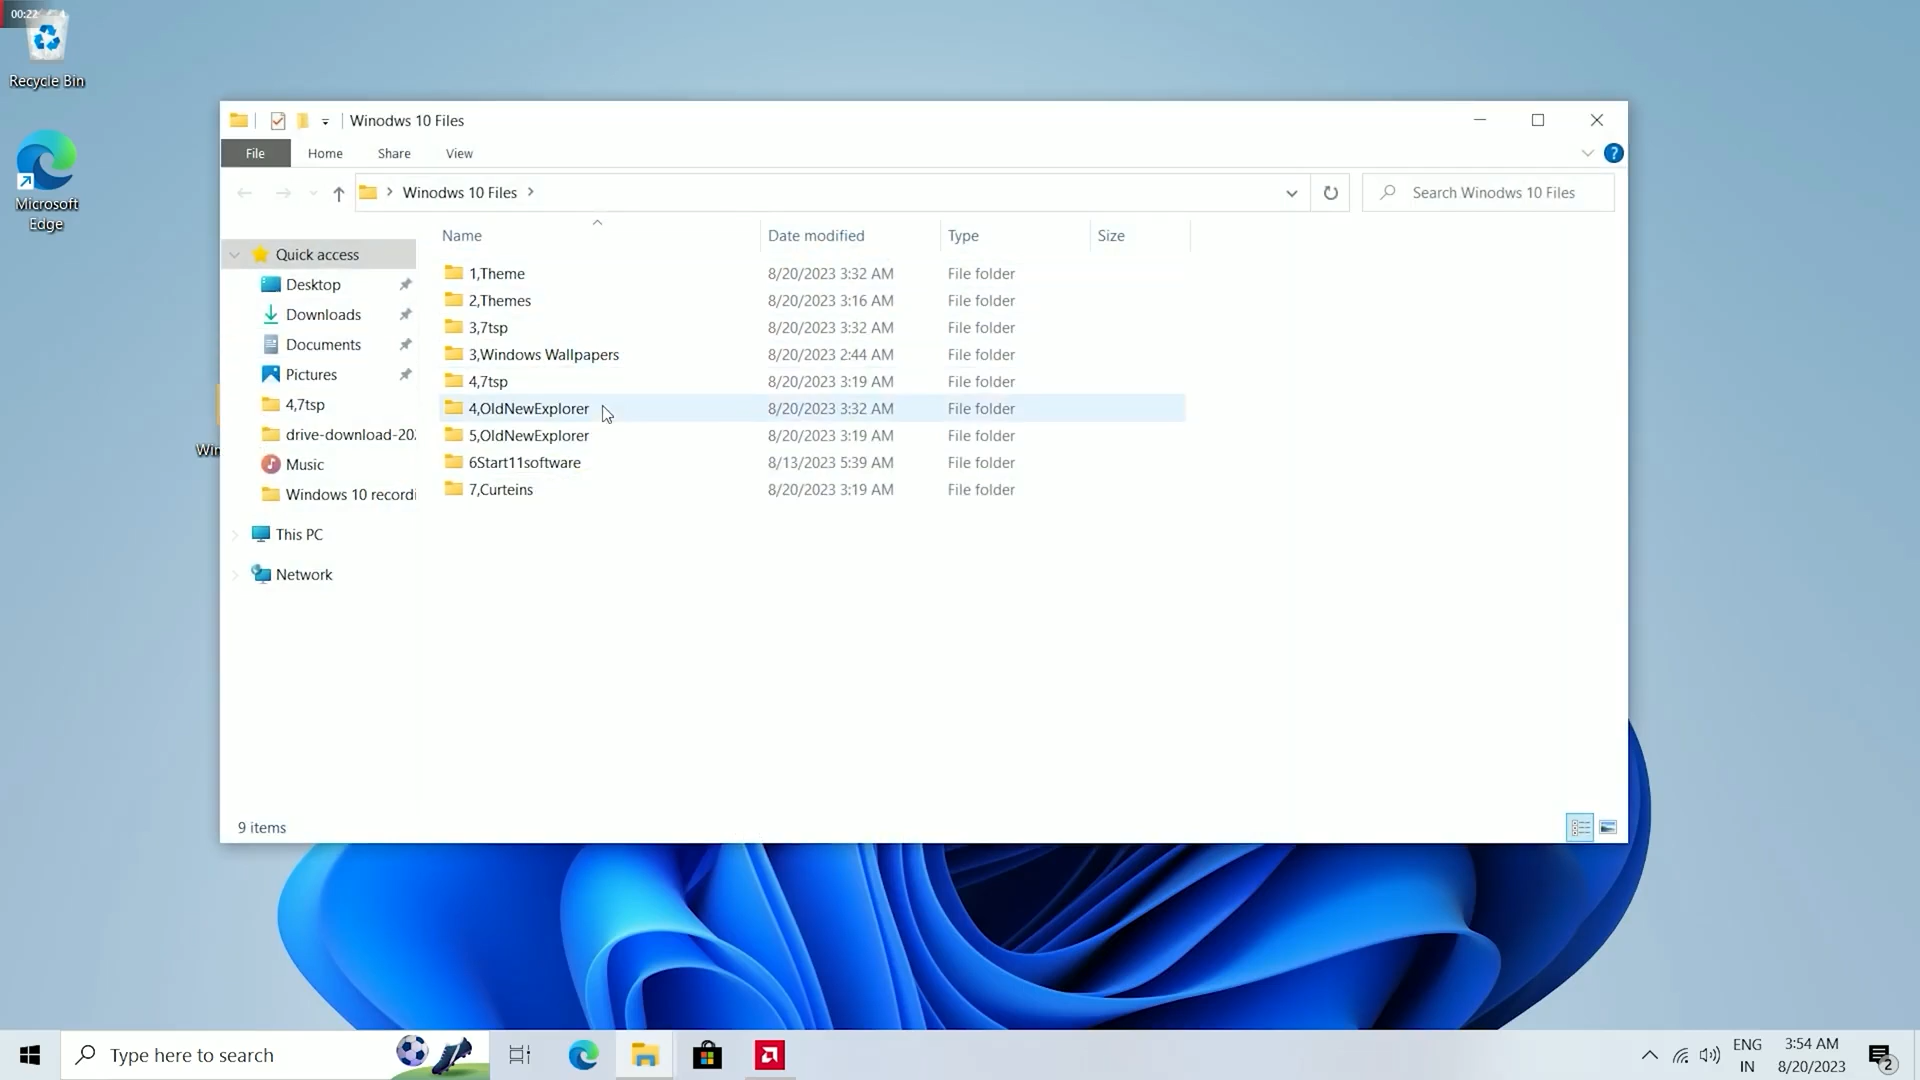 00:22
Recycle Bin
Microsoft
Edge
Winodws 10 Files
File Home Share View
Winodws 10 Files
Search Winodws 10 Files
Name Date modified Type Size
Quick access
Desktop
Downloads
Documents
Pictures
4,7tsp
drive-download-20
Music
Windows 10 recordi
This PC
Network
1,Theme 8/20/2023 3:32 AM File folder
2,Themes 8/20/2023 3:16 AM File folder
3,7tsp 8/20/2023 3:32 AM File folder
3,Windows Wallpapers 8/20/2023 2:44 AM File folder
4,7tsp 8/20/2023 3:19 AM File folder
4,OldNewExplorer 8/20/2023 3:32 AM File folder
5,OldNewExplorer 8/20/2023 3:19 AM File folder
6Start11software 8/13/2023 5:39 AM File folder
7,Curteins 8/20/2023 3:19 AM File folder
9 items
Type here to search
ENG
IN
3:54 AM
8/20/2023
2